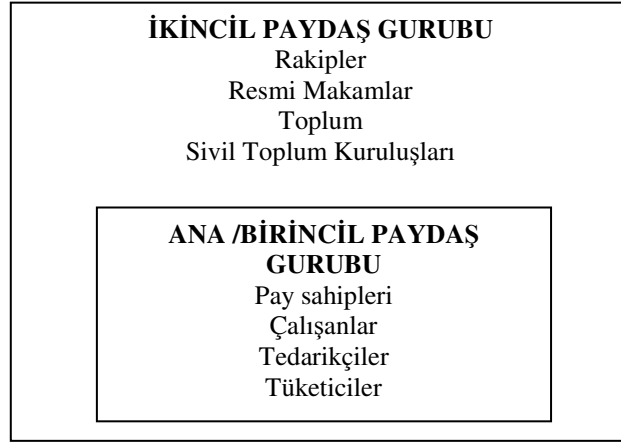 İKİNCİL PAYDAŞ GURUBU
Rakipler
Resmi Makamlar
Toplum
Sivil Toplum Kuruluşları
ANA /BİRİNCİL PAYDAŞ
GURUBU
Pay sahipleri
Çalışanlar
Tedarikçiler
Tüketiciler